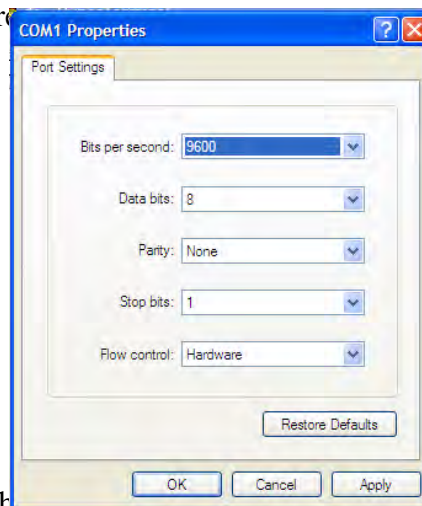 COM1 Properties
Port Settings
Bits per second: 9600
Data bits: 8
Parity: None
Stop bits: 1
Flow control: Hardware
Restore Defaults
OK Cancel Apply